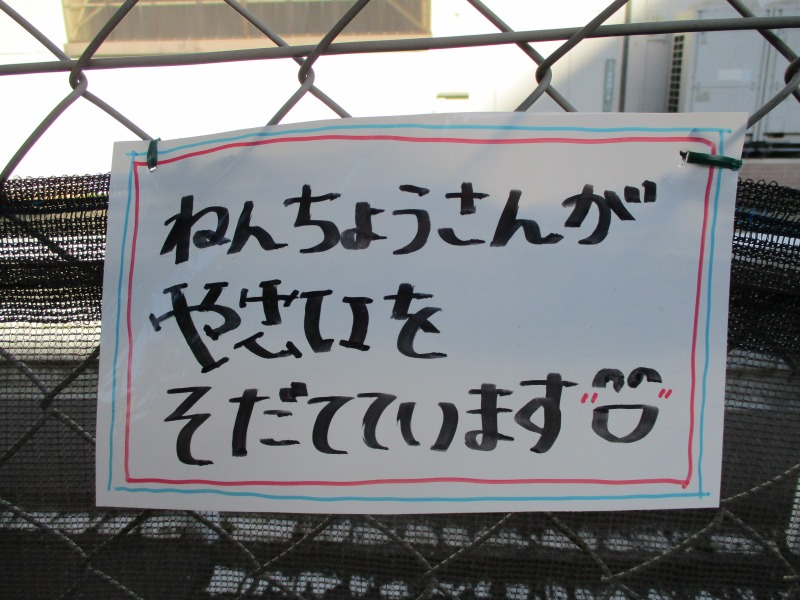 ねんちょうさんが
やさいを
そだてています